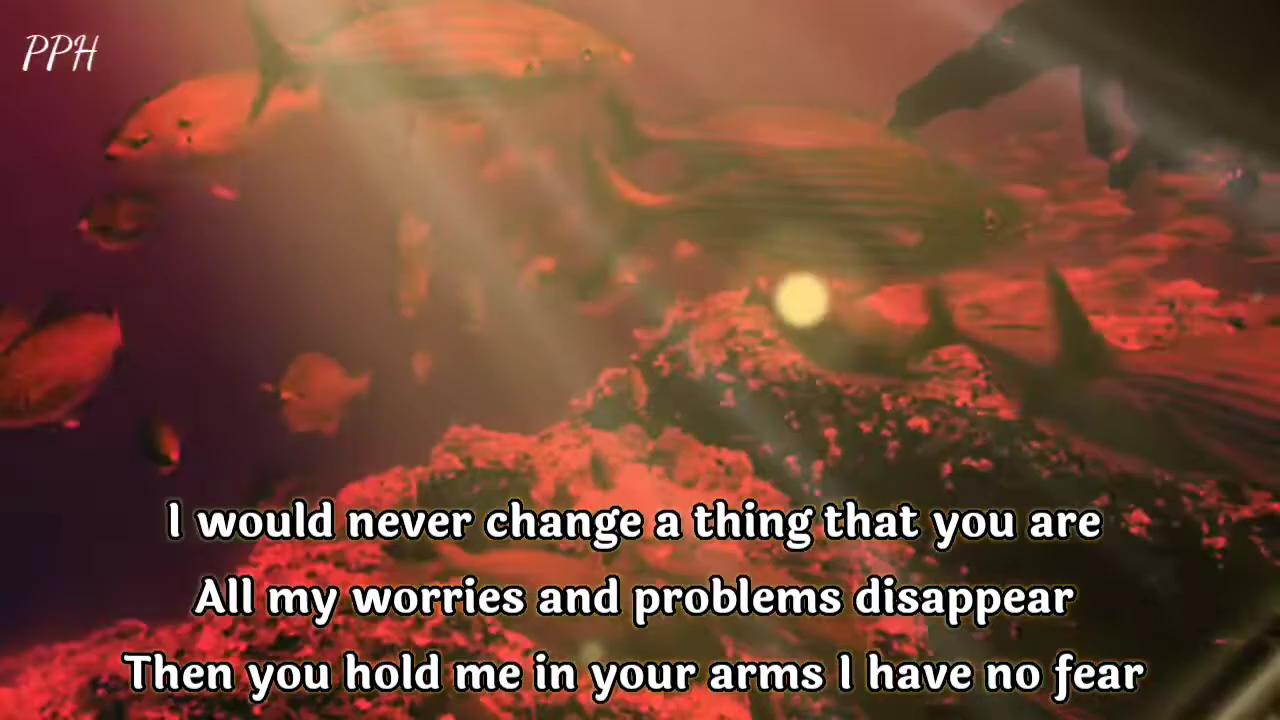 PPH
I would never change a thing that you are
All my worries and problems disappear
Then you hold me in your arms I have no fear